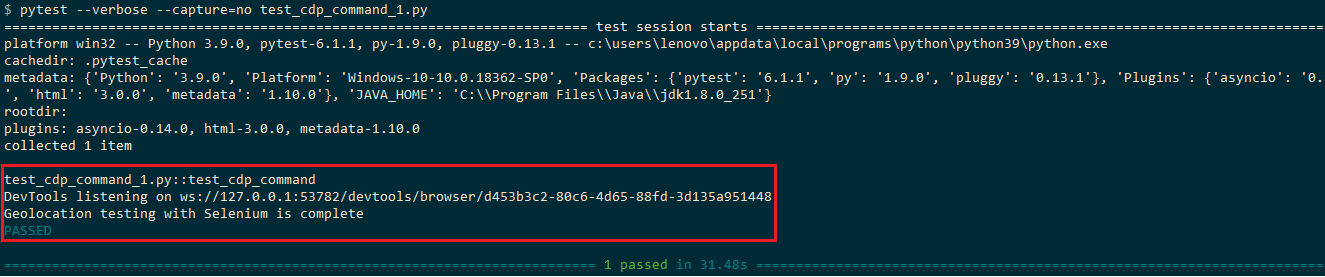 $ pytest --verbose --capture=no test_cdp_command_1.py
========================================================================== test session starts ==========================================================================
platform win32 -- Python 3.9.0, pytest-6.1.1, py-1.9.0, pluggy-0.13.1 -- c:\users\lenovo\appdata\local\programs\python\python39\python.exe
cachedir: .pytest_cache
metadata: {'Python': '3.9.0', 'Platform': 'Windows-10-10.0.18362-SP0', 'Packages': {'pytest': '6.1.1', 'py': '1.9.0', 'pluggy': '0.13.1'}, 'Plugins': {'asyncio': '0.
', 'html': '3.0.0', 'metadata': '1.10.0'}, 'JAVA_HOME': 'C:\\Program Files\\Java\\jdk1.8.0_251'}
rootdir:
plugins: asyncio-0.14.0, html-3.0.0, metadata-1.10.0
collected 1 item
test_cdp_command_1.py::test_cdp_command
DevTools listening on ws://127.0.0.1:53782/devtools/browser/d453b3c2-80c6-4d65-88fd-3d135a951448
Geolocation testing with Selenium is complete
PASSED
=========================================================================== 1 passed in 31.48s ===========================================================================